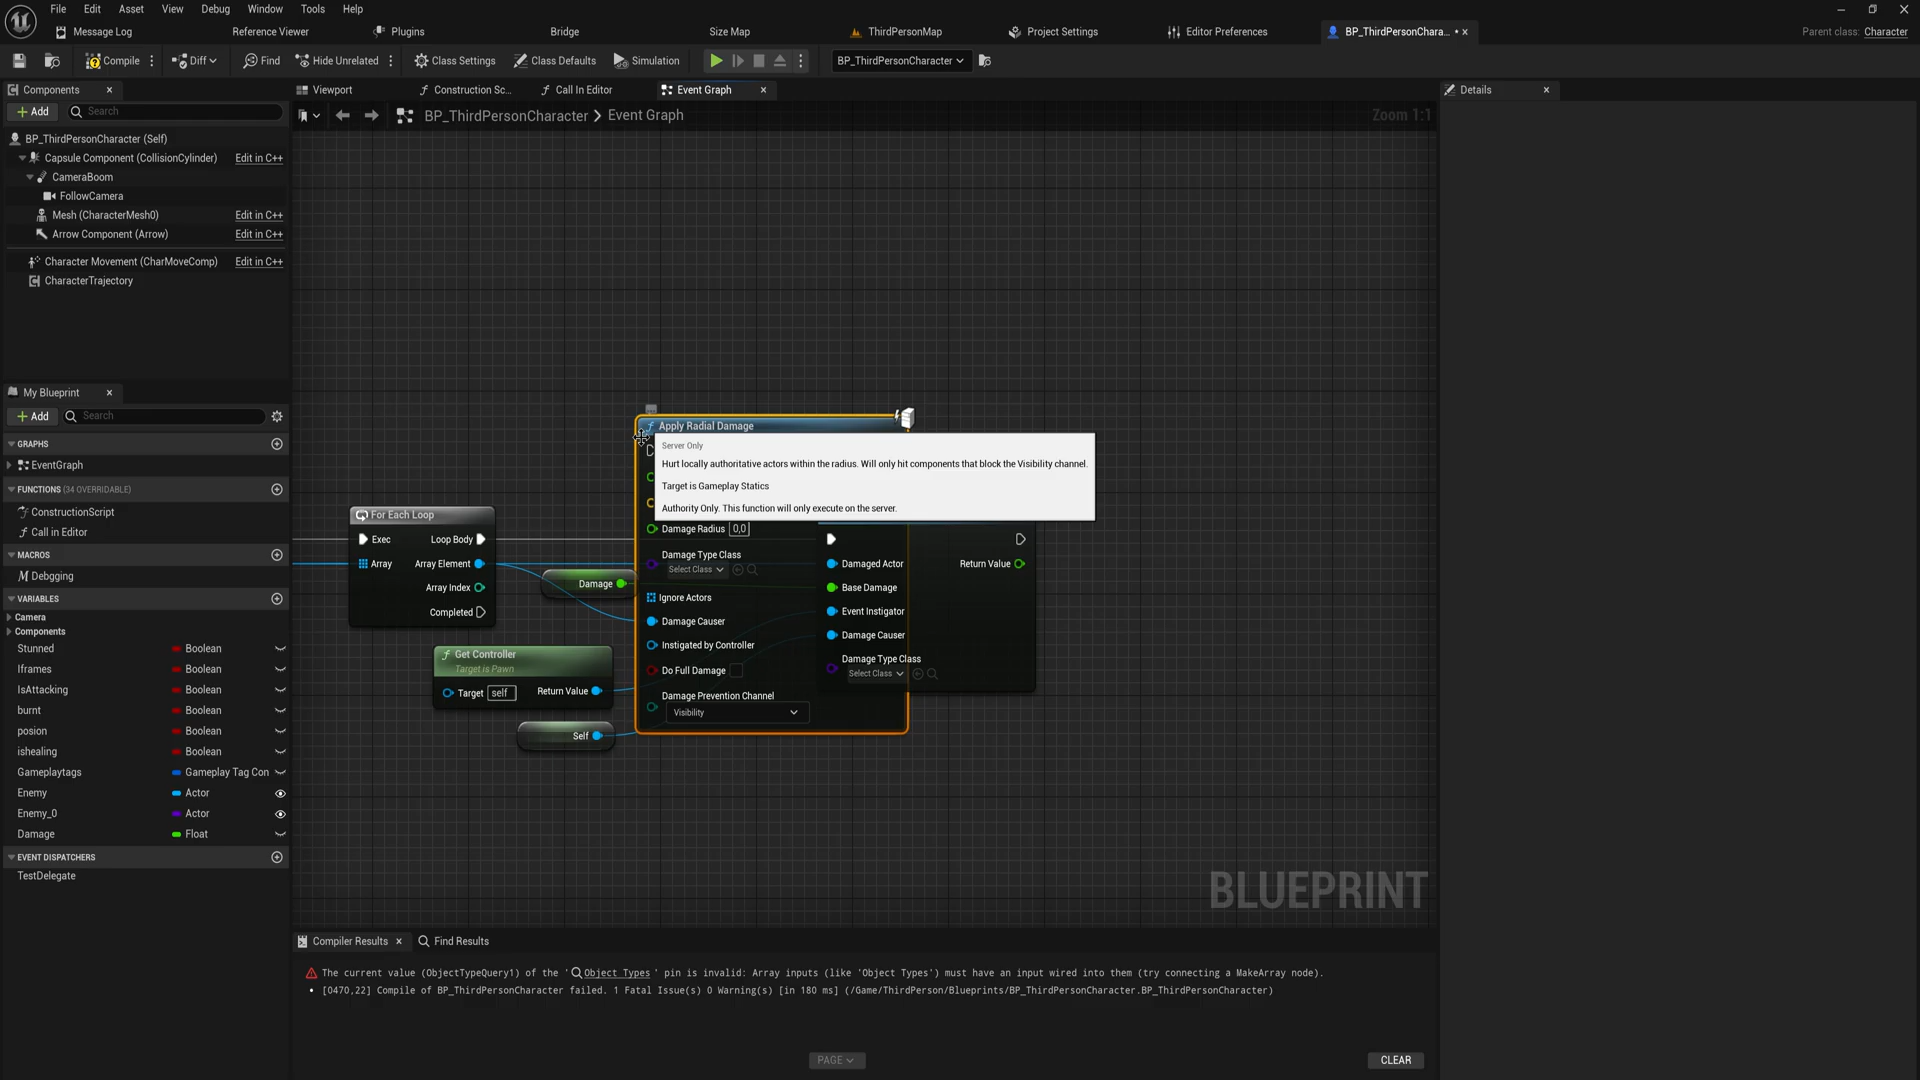 File Edit Asset View Debug Window Tools Help
Message Log Reference Viewer Plugins Bridge Size Map ThirdPersonMap Project Settings Editor Preferences BP_ThirdPersonChara... • × Parent class: Character
Compile Diff Find Hide Unrelated Class Settings Class Defaults Simulation BP_ThirdPersonCharacter
Components × Viewport Construction Sc... Call In Editor Event Graph × Details ×
+ Add Search
BP_ThirdPersonCharacter > Event Graph Zoom 1:1
BP_ThirdPersonCharacter (Self)
Capsule Component (CollisionCylinder) Edit in C++
CameraBoom
FollowCamera
Mesh (CharacterMesh0) Edit in C++
Arrow Component (Arrow) Edit in C++
Character Movement (CharMoveComp) Edit in C++
CharacterTrajectory
My Blueprint ×
+ Add Search
GRAPHS
EventGraph
FUNCTIONS (34 OVERRIDABLE)
ConstructionScript
Call in Editor
MACROS
Debgging
VARIABLES
Camera
Components
Stunned Boolean
Iframes Boolean
IsAttacking Boolean
burnt Boolean
posion Boolean
ishealing Boolean
Gameplaytags Gameplay Tag Con
Enemy Actor
Enemy_0 Actor
Damage Float
EVENT DISPATCHERS
TestDelegate
For Each Loop
Exec Loop Body
Array Array Element
Array Index
Completed
Damage
Get Controller
Target is Pawn
Target self Return Value
Self
Apply Radial Damage
Server Only
Hurt locally authoritative actors within the radius. Will only hit components that block the Visibility channel.
Target is Gameplay Statics
Authority Only. This function will only execute on the server.
Damage Radius 0,0
Damage Type Class
Select Class
Ignore Actors
Damage Causer
Instigated by Controller
Do Full Damage
Damage Prevention Channel
Visibility
Damaged Actor Return Value
Base Damage
Event Instigator
Damage Causer
Damage Type Class
Select Class
BLUEPRINT
Compiler Results × Find Results
The current value (ObjectTypeQuery1) of the ' Object Types ' pin is invalid: Array inputs (like 'Object Types') must have an input wired into them (try connecting a MakeArray node).
• [0470,22] Compile of BP_ThirdPersonCharacter failed. 1 Fatal Issue(s) 0 Warning(s) [in 180 ms] (/Game/ThirdPerson/Blueprints/BP_ThirdPersonCharacter.BP_ThirdPersonCharacter)
PAGE CLEAR